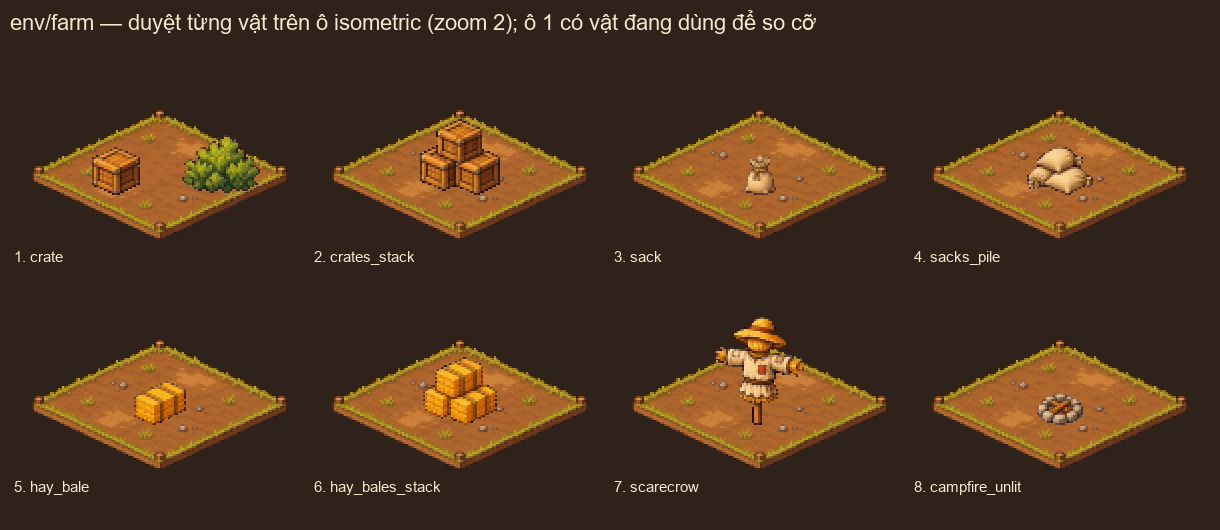 env/farm — duyệt từng vật trên ô isometric (zoom 2); ô 1 có vật đang dùng để so cỡ
1. crate
2. crates_stack
3. sack
4. sacks_pile
5. hay_bale
6. hay_bales_stack
7. scarecrow
8. campfire_unlit